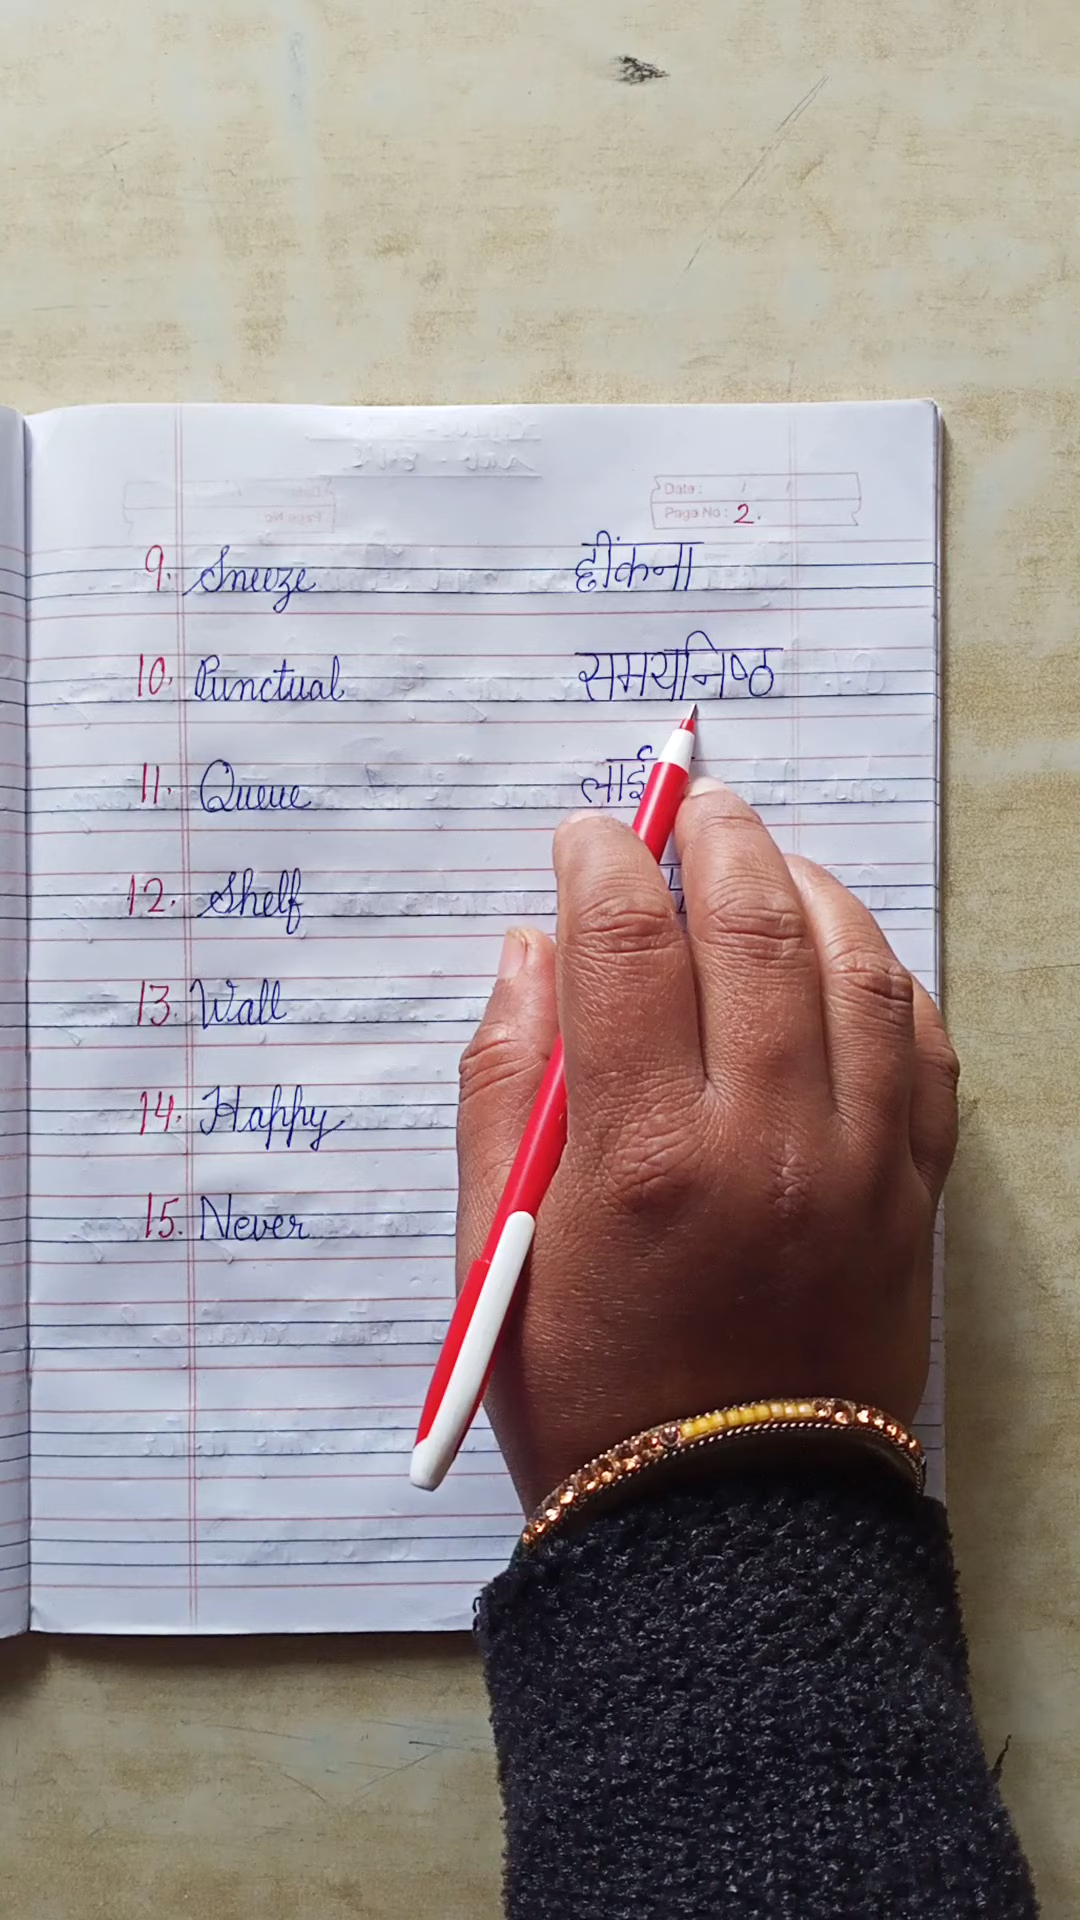 Date : / /
Page No : 2.
9. Sneeze छींकना
10. Punctual समयनिष्ठ
11. Queue
12. Shelf
13. Wall
14. Happy
15. Never